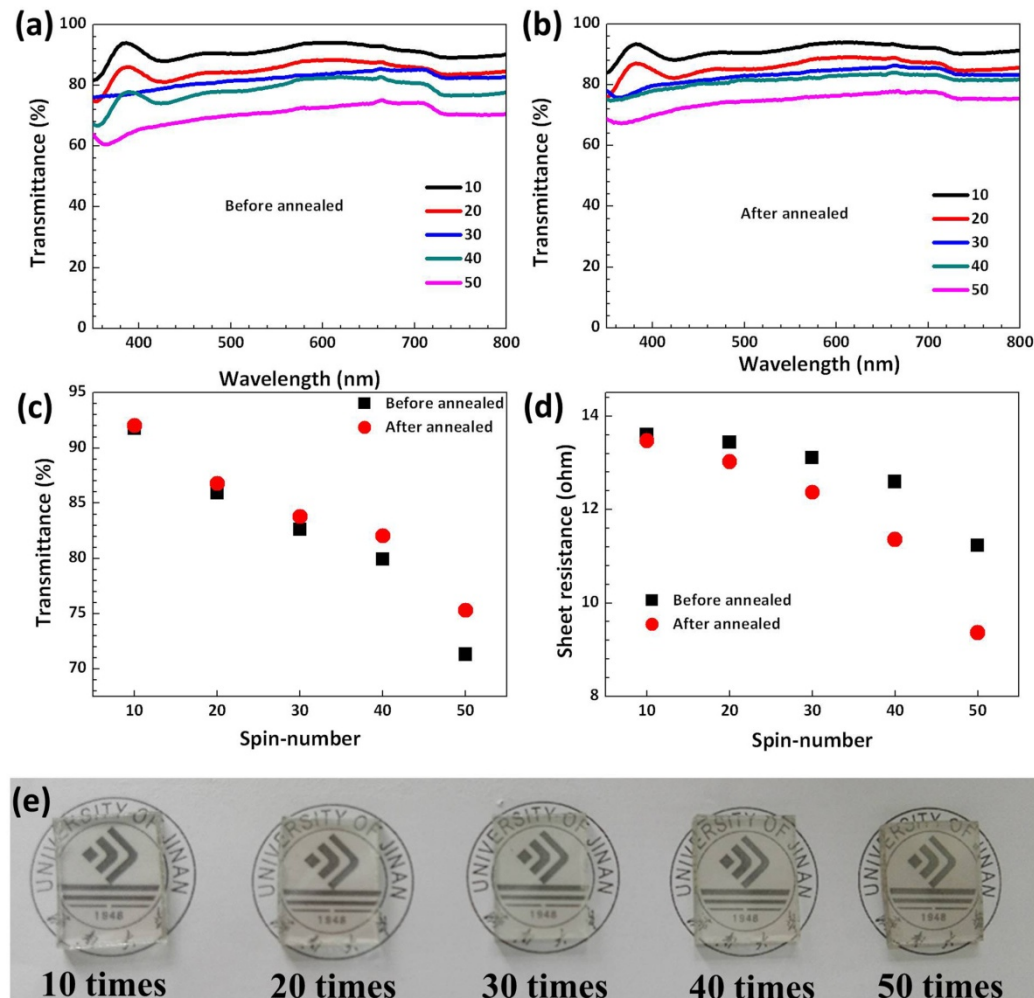 (a)
100
80
60
40
20
0
Transmittance (%)
Before annealed
10
20
30
40
50
400 500 600 700 800
Wavelength (nm)
(b)
100
80
60
40
20
0
Transmittance (%)
After annealed
10
20
30
40
50
400 500 600 700 800
Wavelength (nm)
(c)
95
90
85
80
75
70
Transmittance (%)
Before annealed
After annealed
10 20 30 40 50
Spin-number
(d)
14
12
10
8
Sheet resistance (ohm)
Before annealed
After annealed
10 20 30 40 50
Spin-number
(e)
UNIVERSITY OF JINAN
1948
UNIVERSITY OF JINAN
1948
UNIVERSITY OF JINAN
1948
UNIVERSITY OF JINAN
1948
UNIVERSITY OF JINAN
1948
10 times 20 times 30 times 40 times 50 times